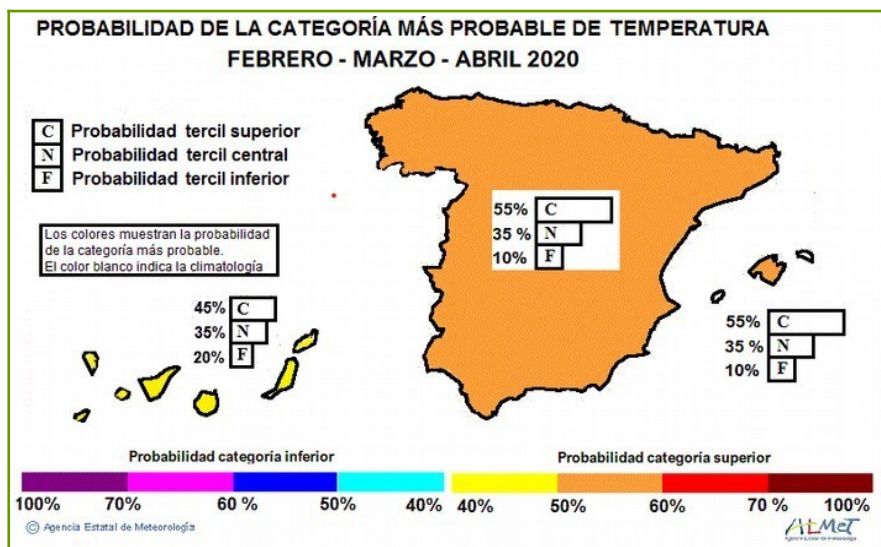 PROBABILIDAD DE LA CATEGORÍA MÁS PROBABLE DE TEMPERATURA
FEBRERO - MARZO - ABRIL 2020
C Probabilidad tercil superior
N Probabilidad tercil central
F Probabilidad tercil inferior
Los colores muestran la probabilidad
de la categoría más probable.
El color blanco indica la climatología
55% C
35 % N
10% F
45% C
35% N
20% F
55% C
35 % N
10% F
Probabilidad categoría inferior
Probabilidad categoría superior
100% 70% 60 % 50% 40% 40% 50% 60% 70 % 100%
© Agencia Estatal de Meteorología
AEMet